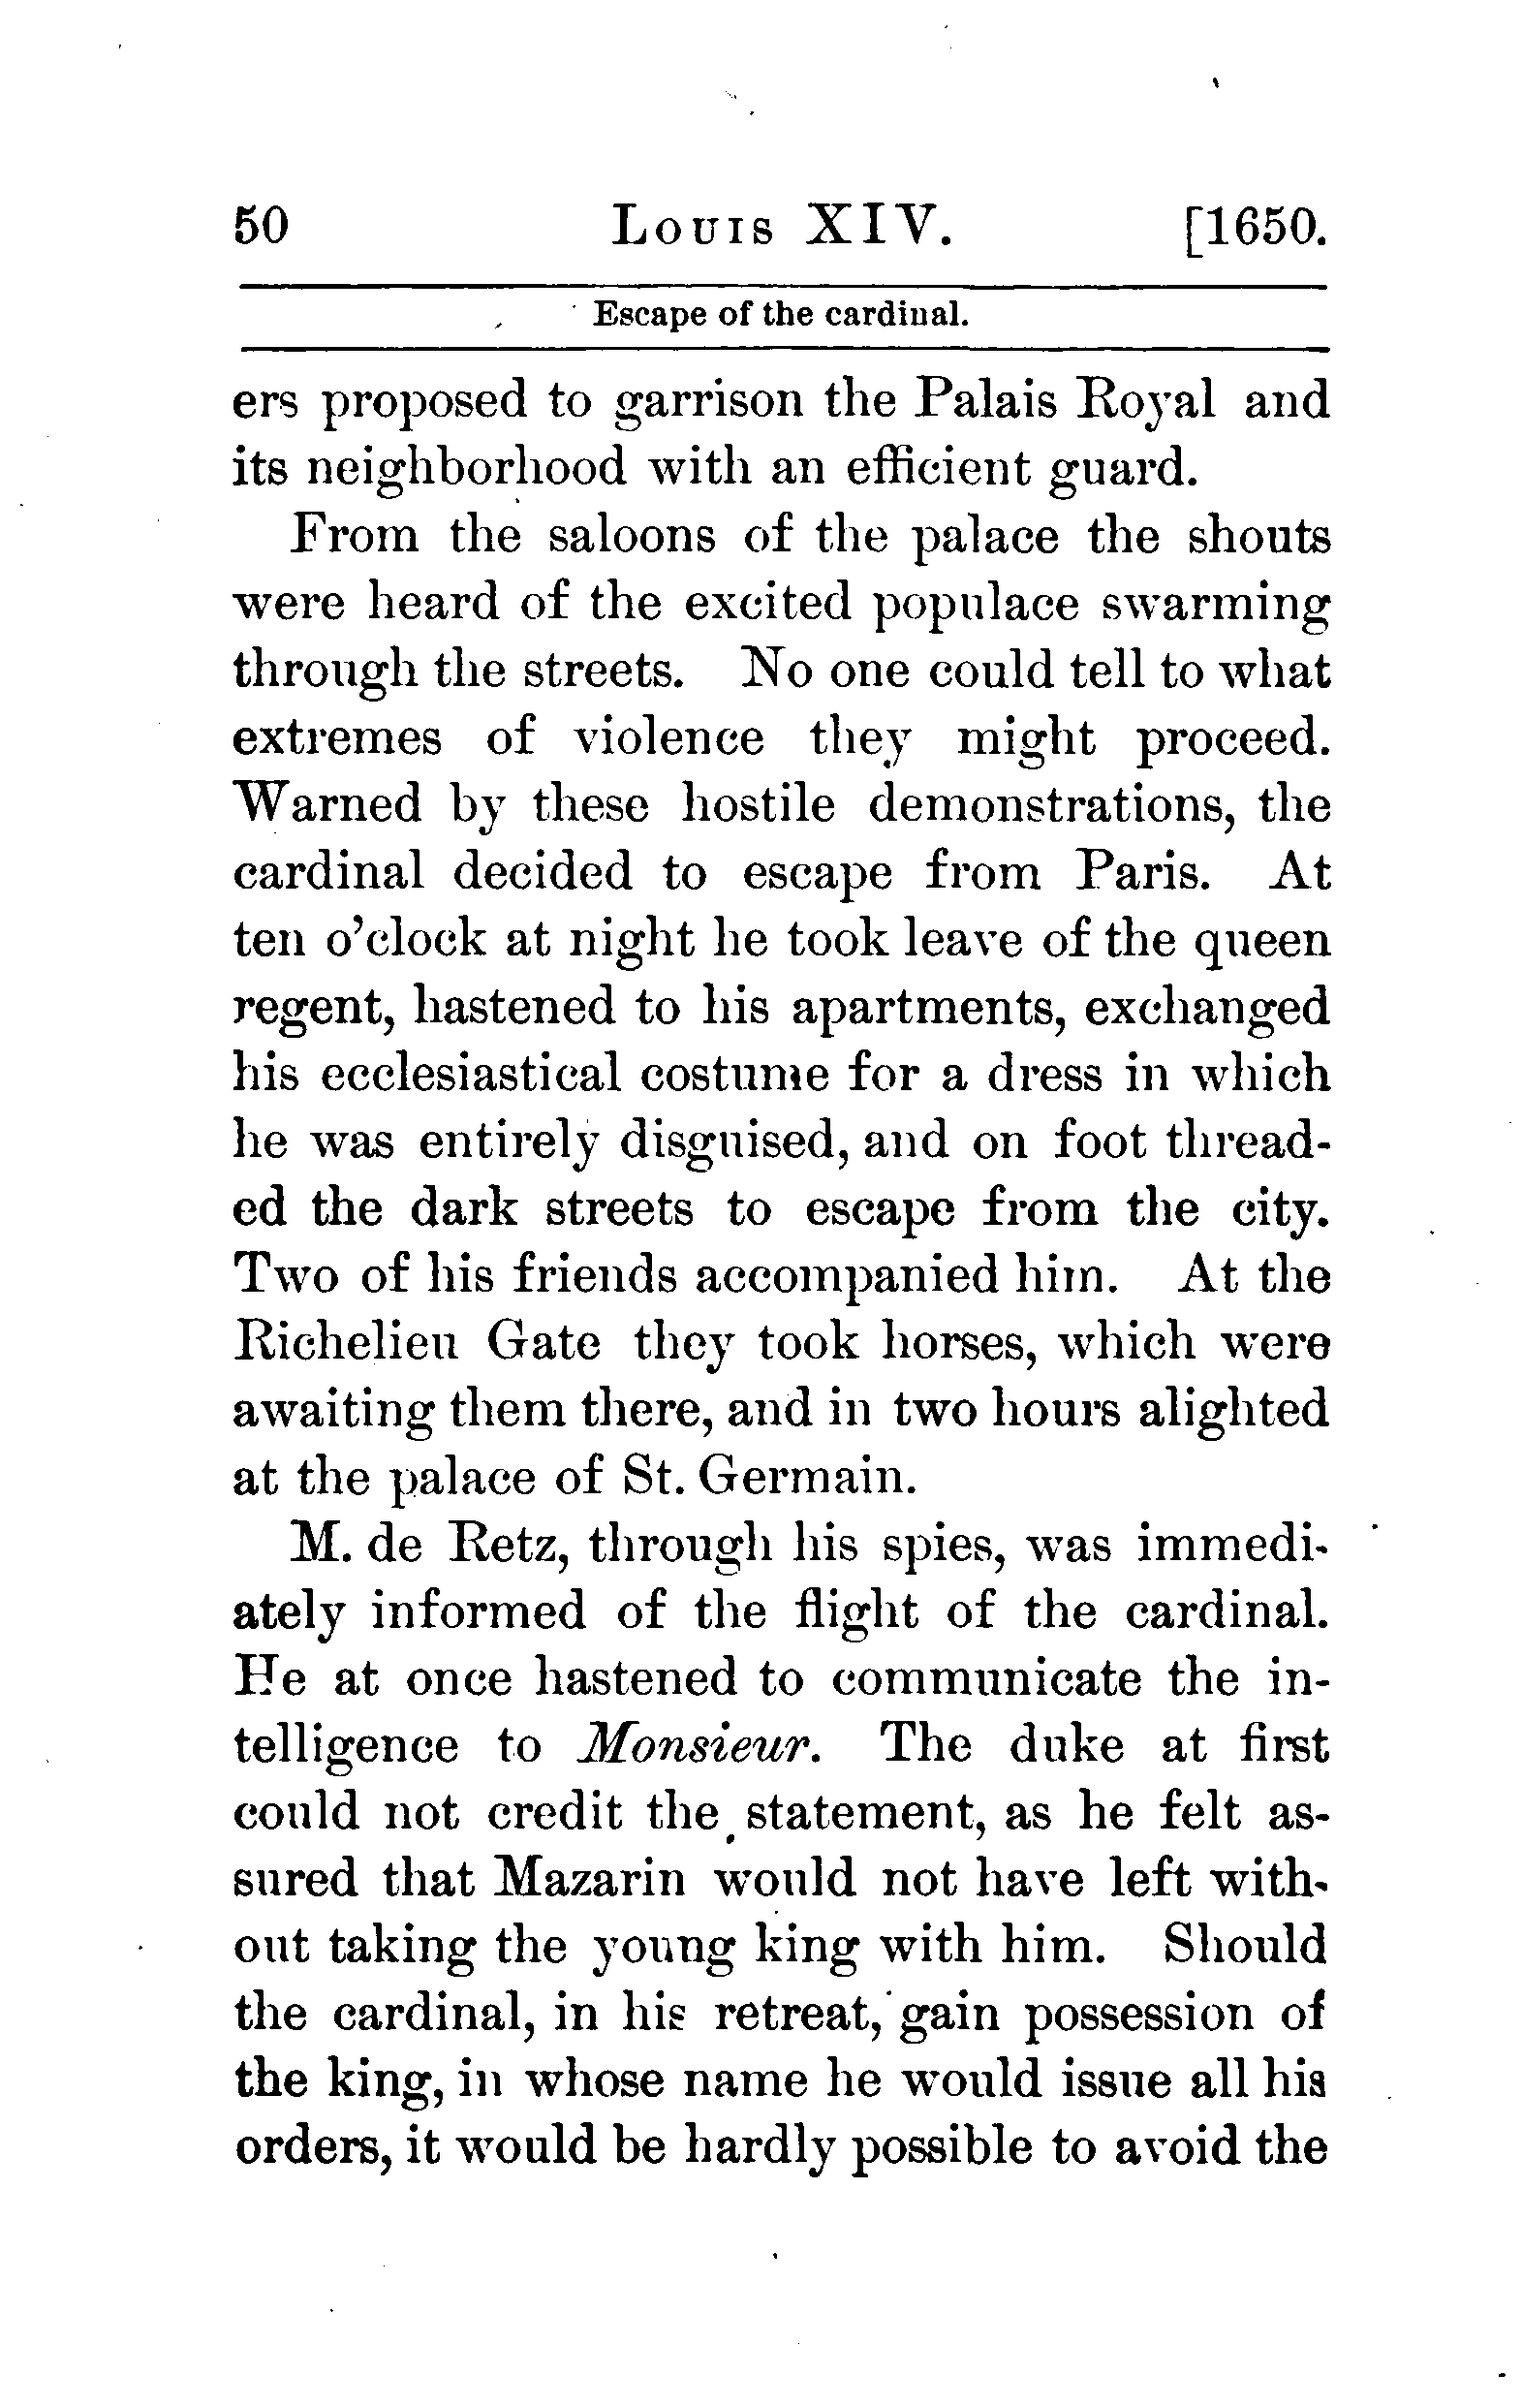 50 Louis XIV. [1650.
Escape of the cardinal.
ers proposed to garrison the Palais Royal and
its neighborhood with an efficient guard.
From the saloons of the palace the shouts
were heard of the excited populace swarming
through the streets. No one could tell to what
extremes of violence they might proceed.
Warned by these hostile demonstrations, the
cardinal decided to escape from Paris. At
ten o'clock at night he took leave of the queen
regent, hastened to his apartments, exchanged
his ecclesiastical costume for a dress in which
he was entirely disguised, and on foot thread-
ed the dark streets to escape from the city.
Two of his friends accompanied him. At the
Richelieu Gate they took horses, which were
awaiting them there, and in two hours alighted
at the palace of St. Germain.
M. de Retz, through his spies, was immedi-
ately informed of the flight of the cardinal.
He at once hastened to communicate the in-
telligence to Monsieur. The duke at first
could not credit the statement, as he felt as-
sured that Mazarin would not have left with-
out taking the young king with him. Should
the cardinal, in his retreat, gain possession of
the king, in whose name he would issue all his
orders, it would be hardly possible to avoid the